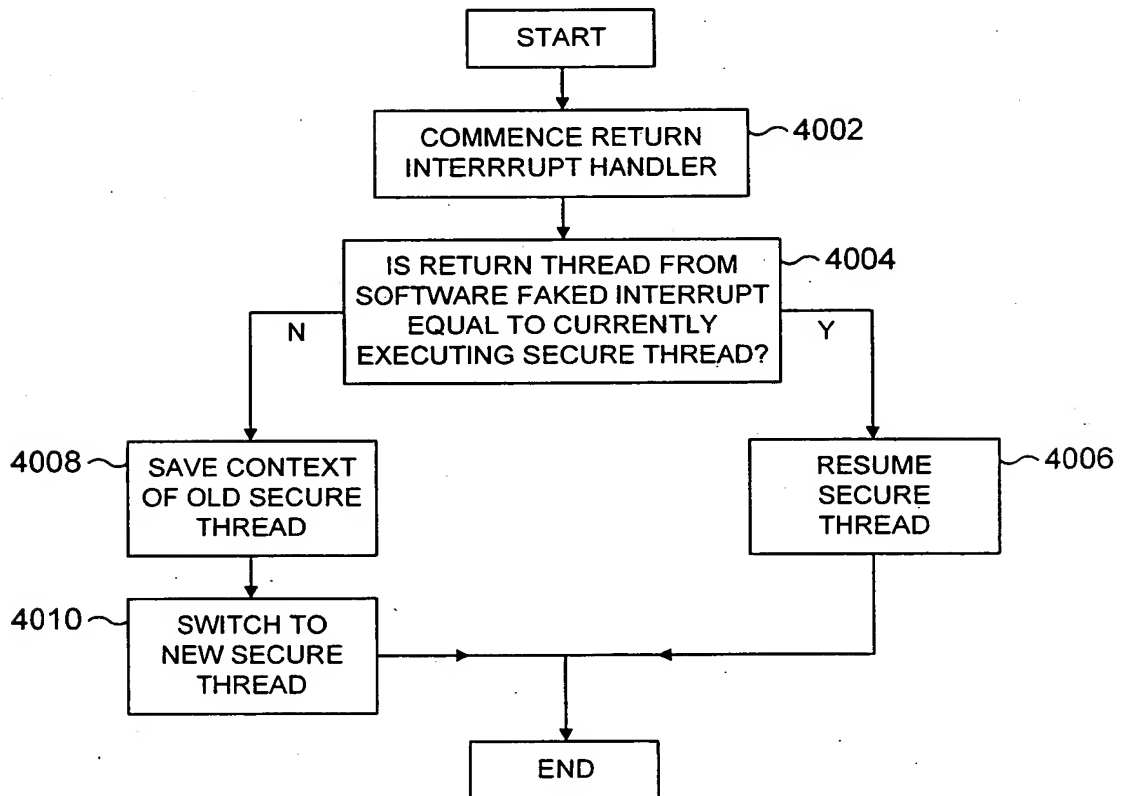 START
COMMENCE RETURN
INTERRRUPT HANDLER
4002
IS RETURN THREAD FROM
SOFTWARE FAKED INTERRUPT
EQUAL TO CURRENTLY
EXECUTING SECURE THREAD?
4004
N
Y
4008
SAVE CONTEXT
OF OLD SECURE
THREAD
RESUME
SECURE
THREAD
4006
4010
SWITCH TO
NEW SECURE
THREAD
END